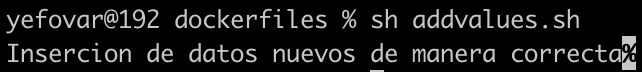 yefovar@192 dockerfiles % sh addvalues.sh
Insercion de datos nuevos de manera correcta%